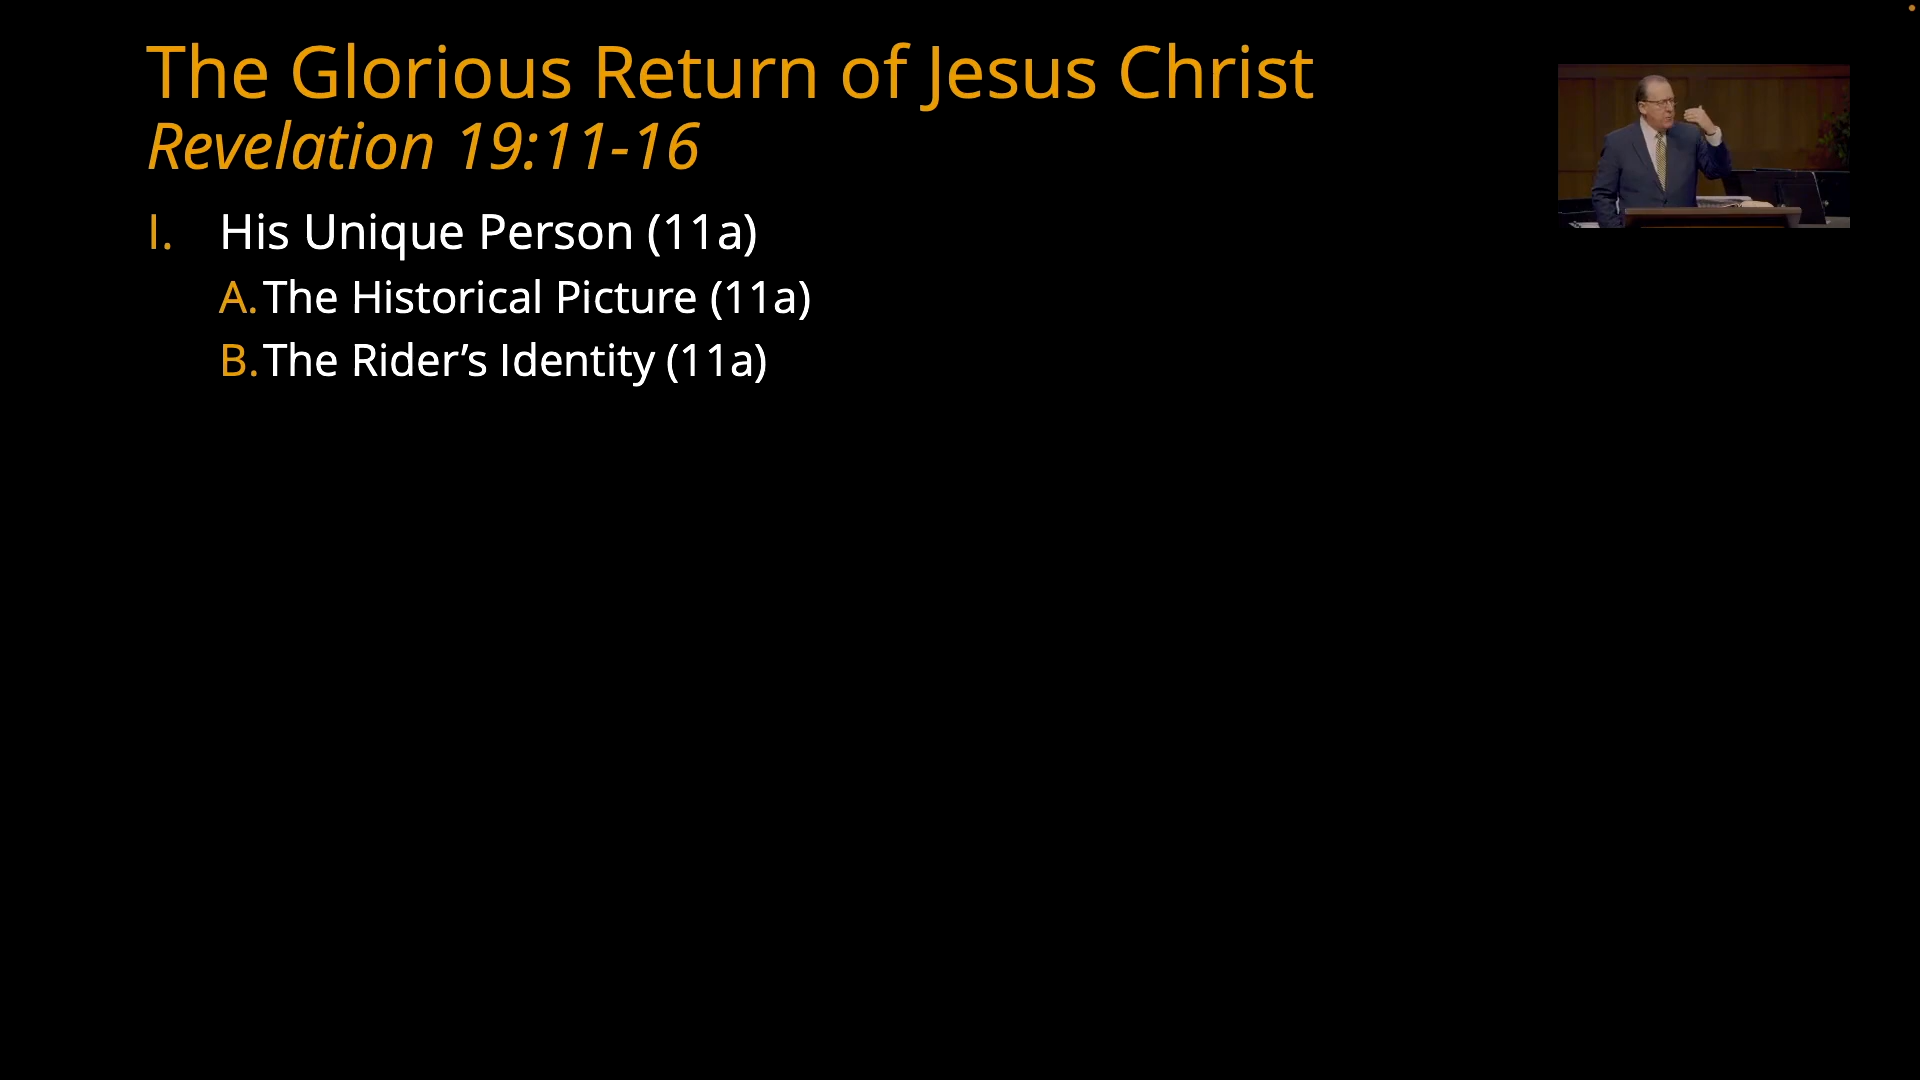 The Glorious Return of Jesus Christ
Revelation 19:11-16
I. His Unique Person (11a)
A. The Historical Picture (11a)
B. The Rider’s Identity (11a)